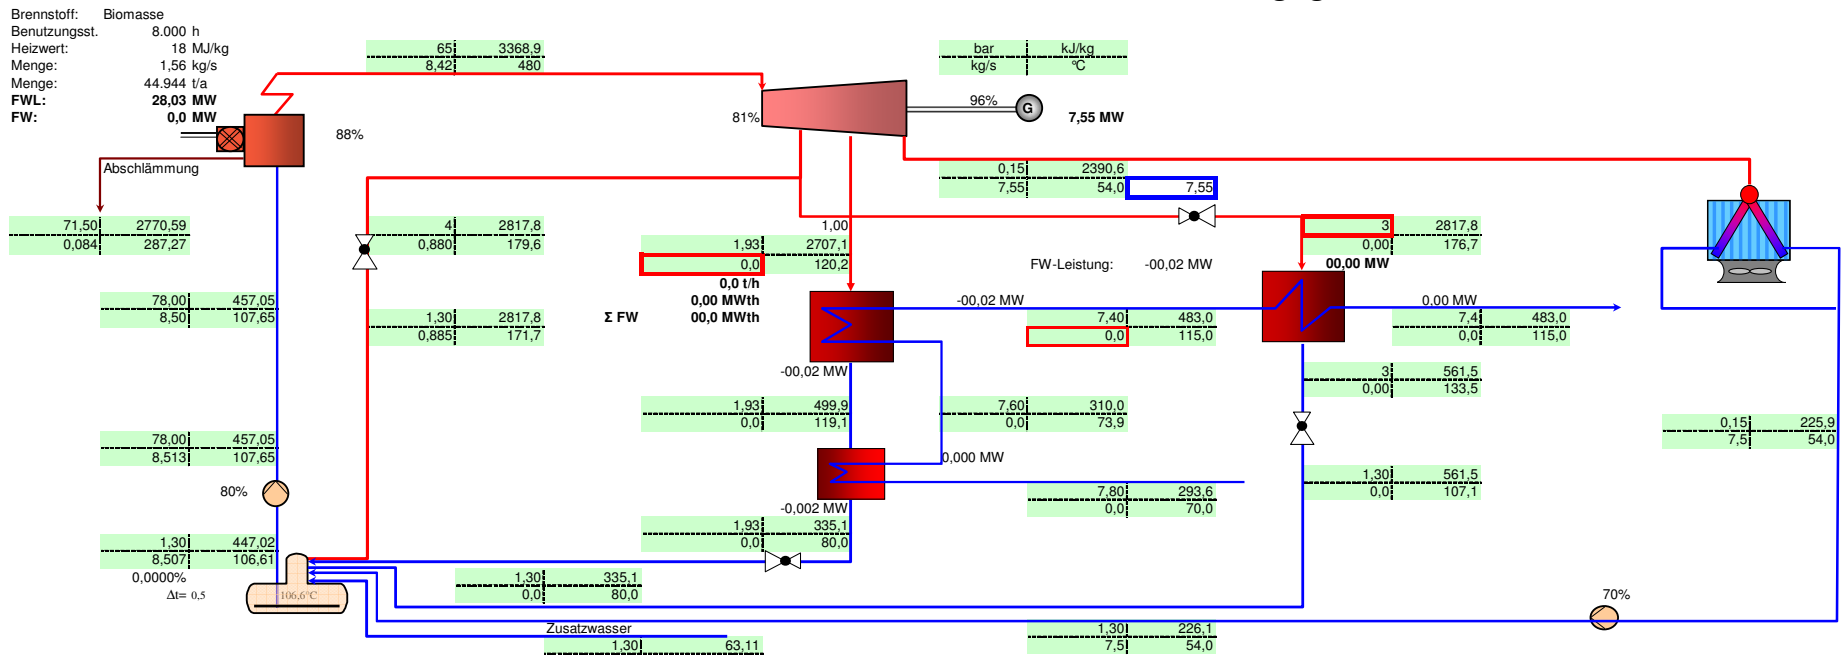 Brennstoff: Biomasse
Benutzungsst. 8.000 h
Heizwert: 18 MJ/kg
Menge: 1,56 kg/s
Menge: 44.944 t/a
FWL: 28,03 MW
FW: 0,0 MW
65 3368,9
8,42 480
bar kJ/kg
kg/s °C
88%
81%
96%
G
7,55 MW
Abschlämmung
0,15 2390,6
7,55 54,0 7,55
71,50 2770,59
0,084 287,27
4 2817,8
0,880 179,6
1,00
1,93 2707,1
0,0 120,2
0,0 t/h
0,00 MWth
Σ FW 00,0 MWth
3 2817,8
0,00 176,7
00,00 MW
FW-Leistung: -00,02 MW
78,00 457,05
8,50 107,65
1,30 2817,8
0,885 171,7
-00,02 MW
7,40 483,0
0,0 115,0
0,00 MW
7,4 483,0
0,0 115,0
-00,02 MW
3 561,5
0,00 133,5
1,93 499,9
0,0 119,1
7,60 310,0
0,0 73,9
0,15 225,9
7,5 54,0
78,00 457,05
8,513 107,65
0,000 MW
80%
7,80 293,6
0,0 70,0
1,30 561,5
0,0 107,1
-0,002 MW
1,93 335,1
0,0 80,0
1,30 447,02
8,507 106,61
0,0000%
Δt= 0,5
106,6°C
1,30 335,1
0,0 80,0
70%
Zusatzwasser
1,30 63,11
1,30 226,1
7,5 54,0